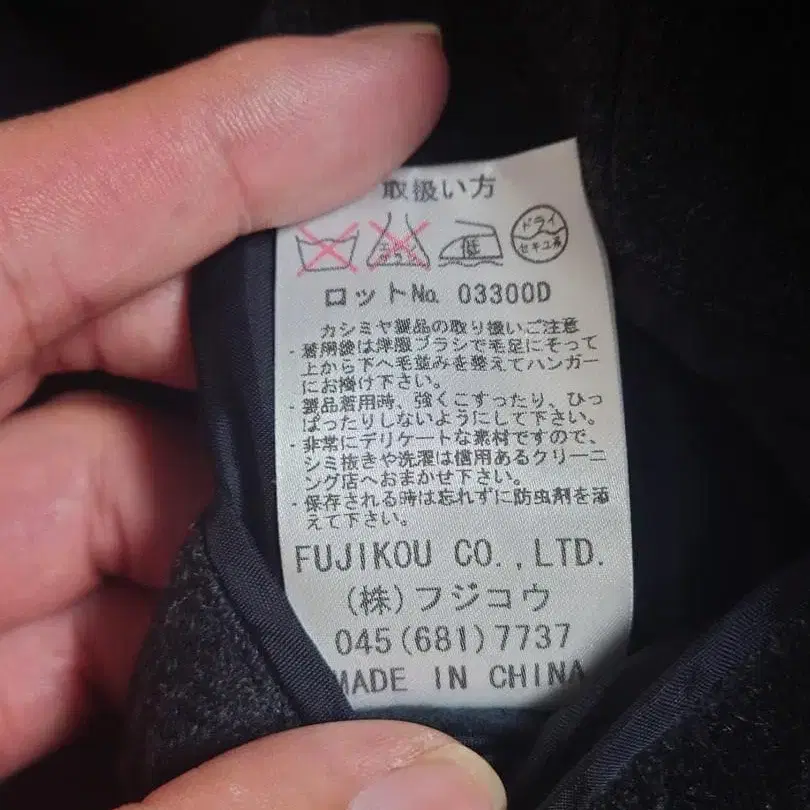 取扱い方
エンソ
サラシ
低
ドライ
セキユ系
ロットNo. 03300D
カシミヤ製品の取り扱いご注意
・着用後は洋服ブラシで毛足にそって
上から下へ毛並みを整えてハンガー
にお掛け下さい。
・製品着用時、強くこすったり、ひっ
ぱったりしないようにして下さい。
・非常にデリケートな素材ですので、
シミ抜きや洗濯は信用あるクリーニ
ング店へおまかせ下さい。
・保存される時は忘れずに防虫剤を添
えて下さい。
FUJIKOU CO.,LTD.
(株)フジコウ
045(681)7737
MADE IN CHINA